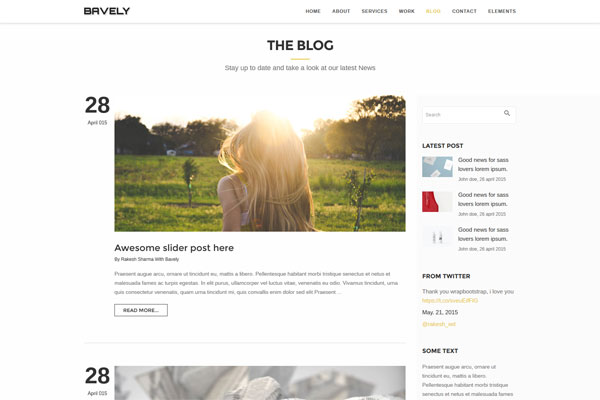 BAVELY
HOME ABOUT SERVICES WORK BLOG CONTACT ELEMENTS
THE BLOG
Stay up to date and take a look at our latest News
28
April 015
Awesome slider post here
By Rakesh Sharma With Bavely
Praesent augue arcu, ornare ut tincidunt eu, mattis a libero. Pellentesque habitant morbi tristique senectus et netus et
malesuada fames ac turpis egestas. In elit purus, ullamcorper vel luctus vitae, venenatis eu odio. Vivamus tincidunt, urna
quis consectetur venenatis, quam urna tincidunt mi, quis convallis enim dolor sed elit Praesent ...
READ MORE...
28
April 015
Search
LATEST POST
Good news for sass
lovers lorem ipsum.
John doe, 28 april 2015
Good news for sass
lovers lorem ipsum.
John doe, 28 april 2015
Good news for sass
lovers lorem ipsum.
John doe, 28 april 2015
FROM TWITTER
Thank you wrapbootstrap, i love you
May. 21, 2015
@rakesh_wd
SOME TEXT
Praesent augue arcu, ornare ut
tincidunt eu, mattis a libero.
Pellentesque habitant morbi tristique
senectus et netus et malesuada fames